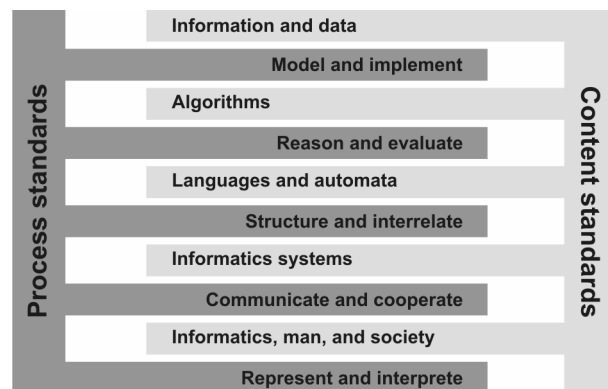 Process standards
Information and data
Model and implement
Algorithms
Reason and evaluate
Languages and automata
Structure and interrelate
Informatics systems
Communicate and cooperate
Informatics, man, and society
Represent and interprete
Content standards